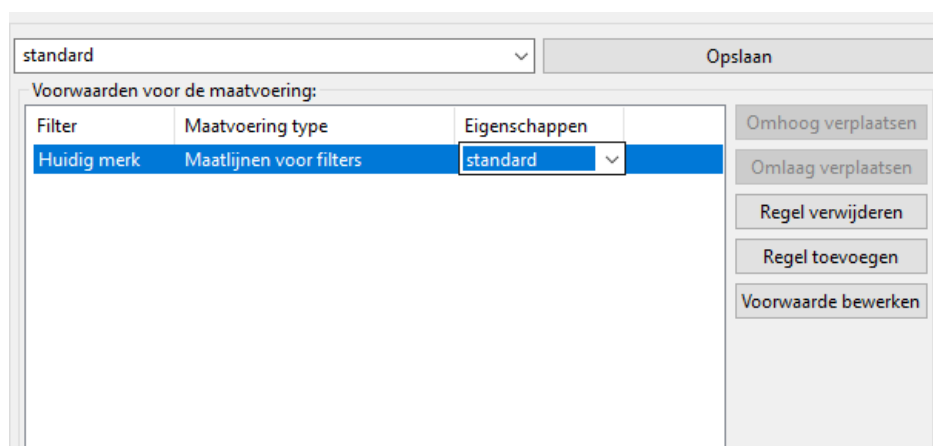 standard
Opslaan
Voorwaarden voor de maatvoering:
Filter Maatvoering type Eigenschappen
Huidig merk Maatlijnen voor filters standard
Omhoog verplaatsen
Omlaag verplaatsen
Regel verwijderen
Regel toevoegen
Voorwaarde bewerken